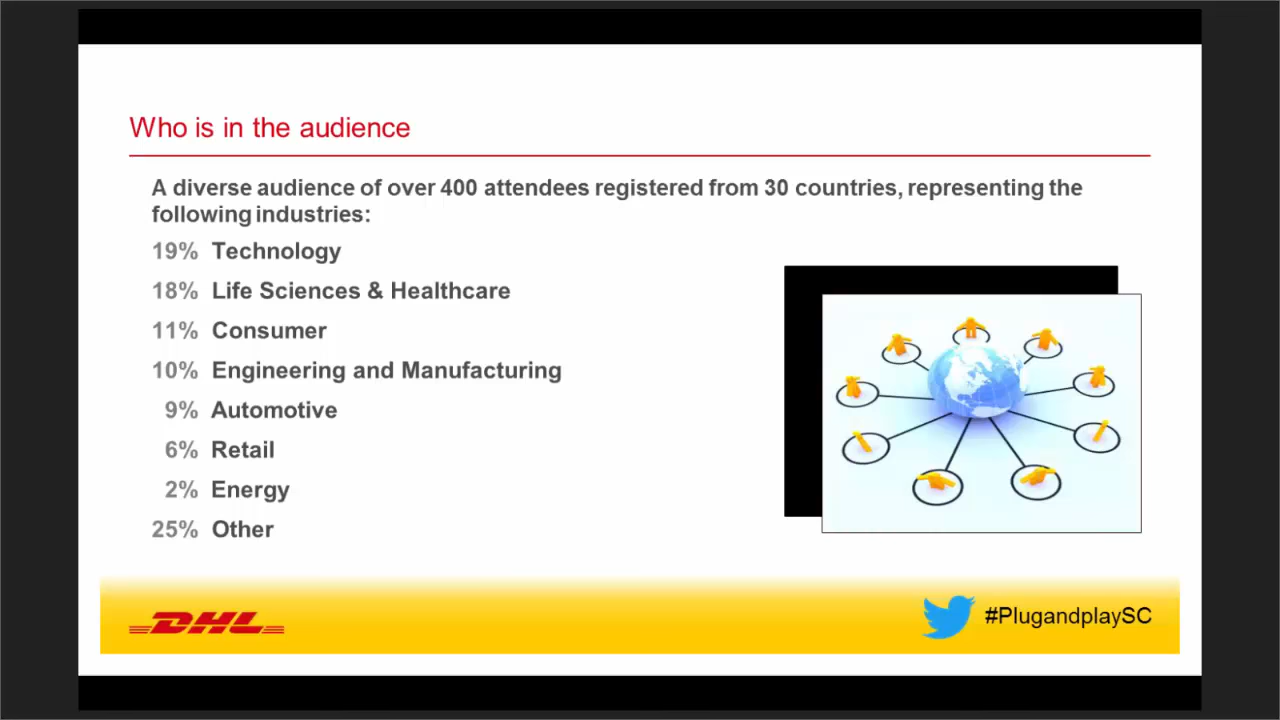 Who is in the audience
A diverse audience of over 400 attendees registered from 30 countries, representing the
following industries:
19% Technology
18% Life Sciences & Healthcare
11% Consumer
10% Engineering and Manufacturing
9% Automotive
6% Retail
2% Energy
25% Other
DHL
#PlugandplaySC